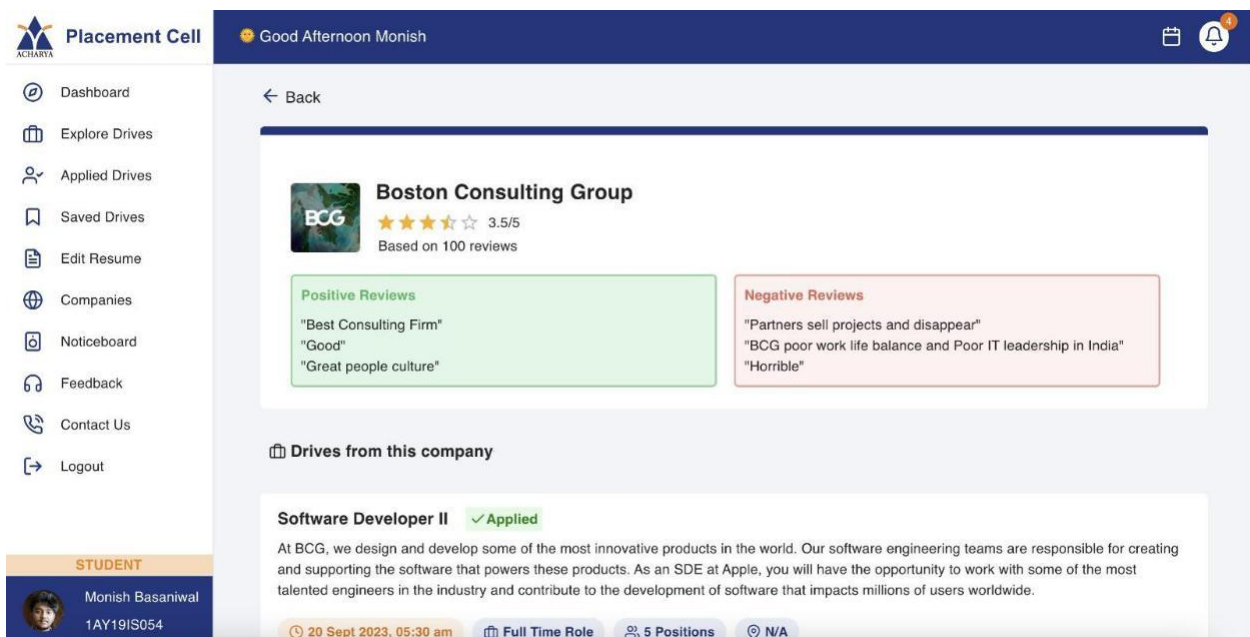 ACHARYA
Placement Cell
Good Afternoon Monish
4
Dashboard
Explore Drives
Applied Drives
Saved Drives
Edit Resume
Companies
Noticeboard
Feedback
Contact Us
Logout
STUDENT
Monish Basaniwal
1AY19IS054
Back
BCG
Boston Consulting Group
3.5/5
Based on 100 reviews
Positive Reviews
"Best Consulting Firm"
"Good"
"Great people culture"
Negative Reviews
"Partners sell projects and disappear"
"BCG poor work life balance and Poor IT leadership in India"
"Horrible"
Drives from this company
Software Developer II Applied
At BCG, we design and develop some of the most innovative products in the world. Our software engineering teams are responsible for creating
and supporting the software that powers these products. As an SDE at Apple, you will have the opportunity to work with some of the most
talented engineers in the industry and contribute to the development of software that impacts millions of users worldwide.
20 Sept 2023, 05:30 am Full Time Role 5 Positions N/A